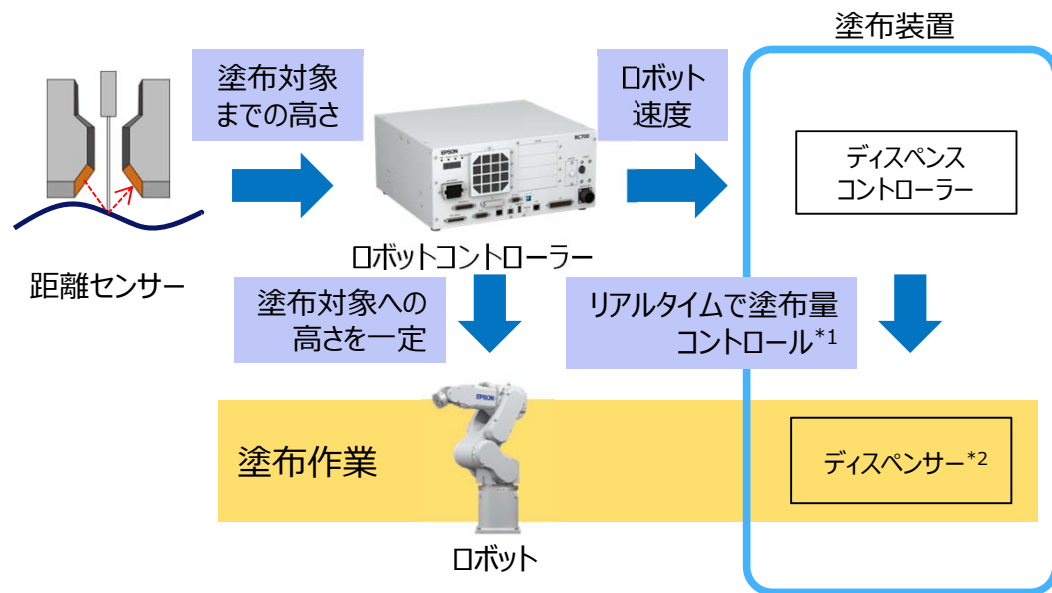 塗布装置
塗布対象
までの高さ
ロボット
速度
EPSON
RC700
ディスペンス
コントローラー
ロボットコントローラー
距離センサー
塗布対象への
高さを一定
リアルタイムで塗布量
コントロール*1
EPSON
塗布作業
ディスペンサー*2
ロボット